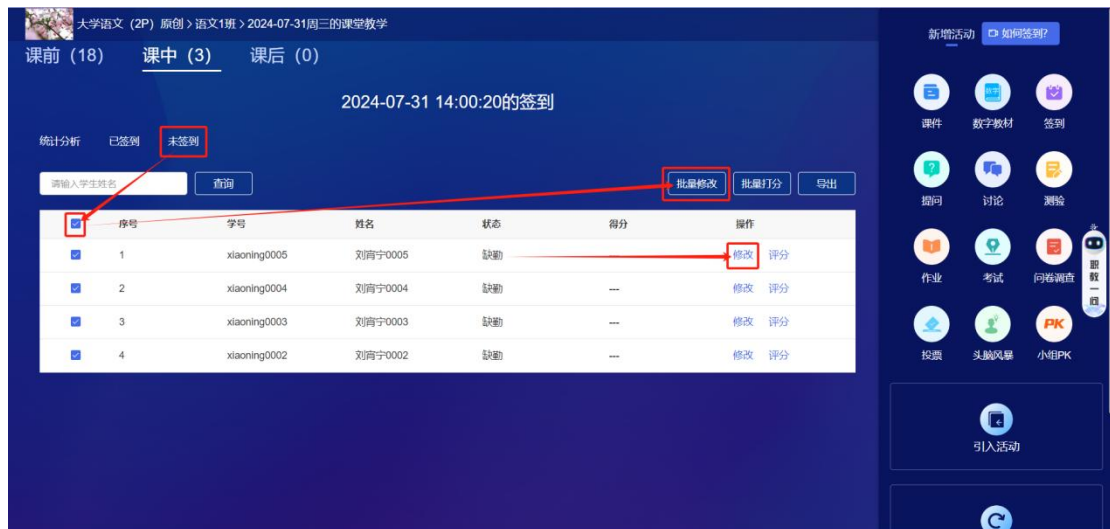 大学语文（2P）原创 > 语文1班 > 2024-07-31周三的课堂教学
课前（18） 课中（3） 课后（0）
2024-07-31 14:00:20的签到
统计分析 已签到 未签到
请输入学生姓名 查询 批量修改 批量打分 导出
序号 学号 姓名 状态 得分 操作
1 xiaoning0005 刘宵宁0005 缺勤 --- 修改 评分
2 xiaoning0004 刘宵宁0004 缺勤 --- 修改 评分
3 xiaoning0003 刘宵宁0003 缺勤 --- 修改 评分
4 xiaoning0002 刘宵宁0002 缺勤 --- 修改 评分
新增活动 如何签到?
课件 数字教材 签到
提问 讨论 测验
作业 考试 问卷调查
投票 头脑风暴 小组PK
PK
引入活动
职教一问